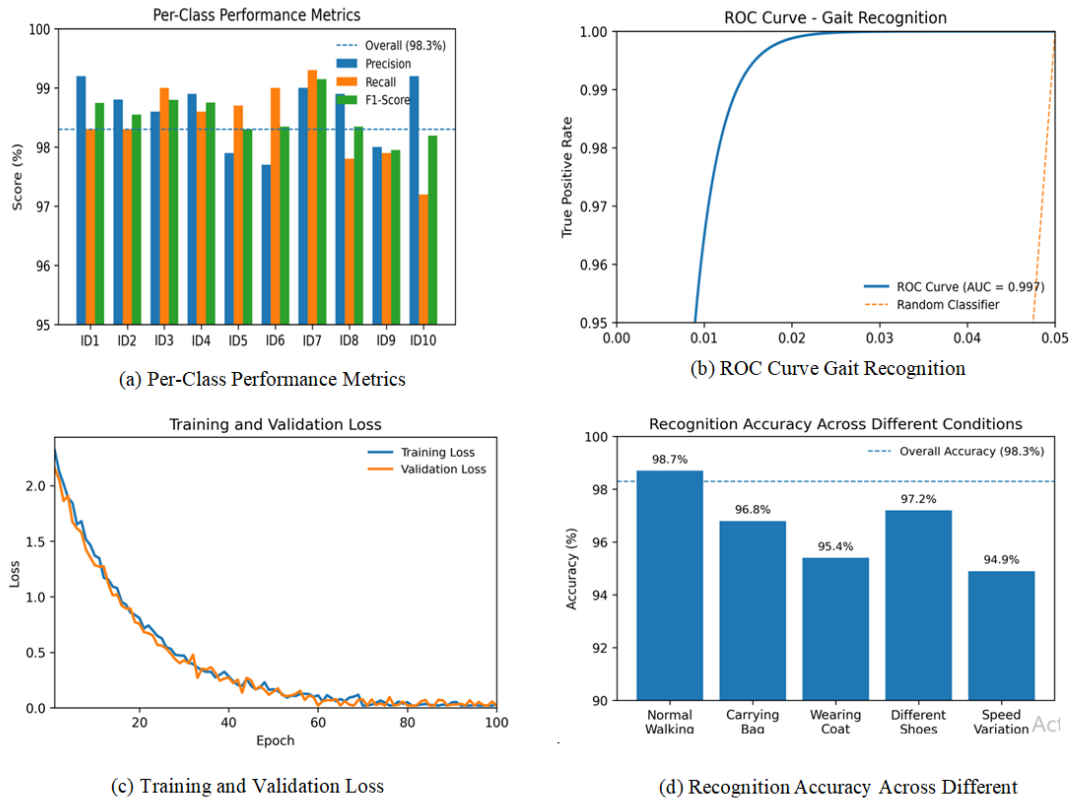 Per-Class Performance Metrics
100
99
98
97
96
95
Score (%)
Overall (98.3%)
Precision
Recall
F1-Score
ID1 ID2 ID3 ID4 ID5 ID6 ID7 ID8 ID9 ID10
(a) Per-Class Performance Metrics
ROC Curve - Gait Recognition
1.00
0.99
0.98
0.97
0.96
0.95
True Positive Rate
ROC Curve (AUC = 0.997)
Random Classifier
0.00 0.01 0.02 0.03 0.04 0.05
(b) ROC Curve Gait Recognition
Training and Validation Loss
2.0
1.5
1.0
0.5
0.0
Loss
Training Loss
Validation Loss
20 40 60 80 100
Epoch
(c) Training and Validation Loss
Recognition Accuracy Across Different Conditions
100
98
96
94
92
90
Accuracy (%)
Overall Accuracy (98.3%)
98.7%
96.8%
95.4%
97.2%
94.9%
Normal Carrying Wearing Different Speed
Walking Bag Coat Shoes Variation
Act
(d) Recognition Accuracy Across Different